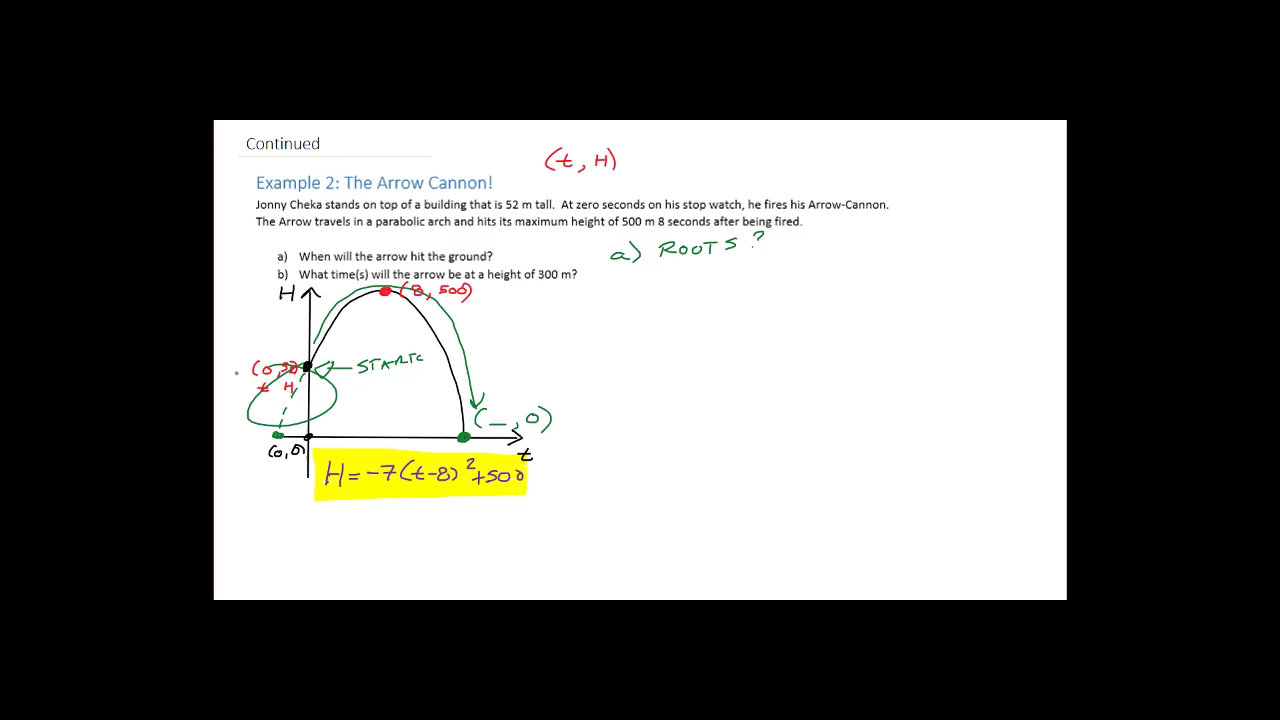 Continued
(t, H)
Example 2: The Arrow Cannon!
Jonny Cheka stands on top of a building that is 52 m tall. At zero seconds on his stop watch, he fires his Arrow-Cannon.
The Arrow travels in a parabolic arch and hits its maximum height of 500 m 8 seconds after being fired.
a) ROOTS ?
a) When will the arrow hit the ground?
b) What time(s) will the arrow be at a height of 300 m?
H
(8, 500)
(0, 52)
STARTS
t H
(_, 0)
(0, 0)
t
H = -7(t-8)²+500